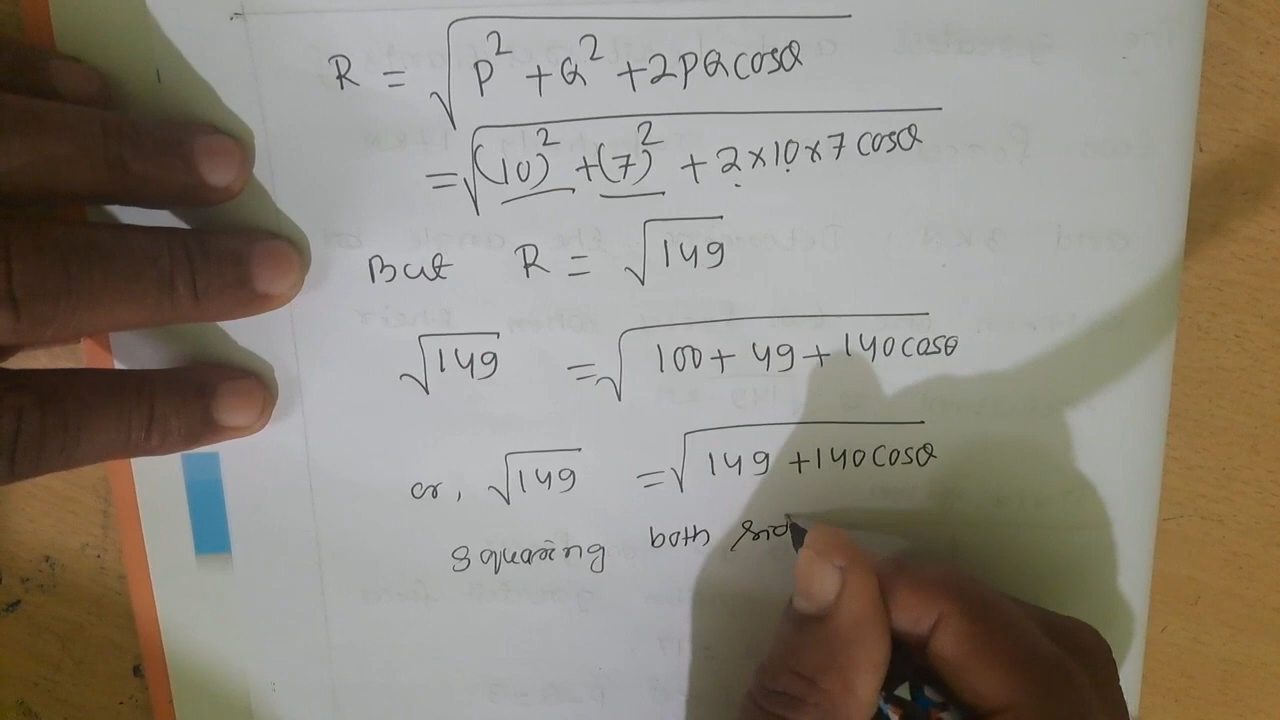 R = √P² + Q² + 2PQ cosθ
= √(10)² + (7)² + 2×10×7 cosθ
But R = √149
√149 = √100 + 49 + 140 cosθ
or, √149 = √149 + 140 cosθ
Squaring both sid